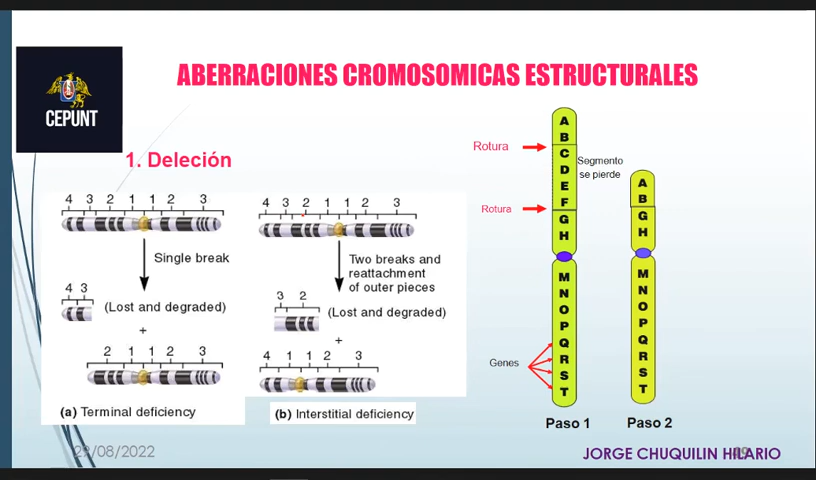 ABERRACIONES CROMOSOMICAS ESTRUCTURALES
CEPUNT
1. Deleción
4 3 2 1 1 2 3
Single break
4 3
(Lost and degraded)
+
2 1 1 2 3
(a) Terminal deficiency
4 3 2 1 1 2 3
Two breaks and
reattachment
of outer pieces
3 2
(Lost and degraded)
+
4 1 1 2 3
(b) Interstitial deficiency
Rotura
Rotura
Segmento
se pierde
Genes
A
B
C
D
E
F
G
H
M
N
O
P
Q
R
S
T
Paso 1
A
B
G
H
M
N
O
P
Q
R
S
T
Paso 2
29/08/2022
JORGE CHUQUILIN HILARIO